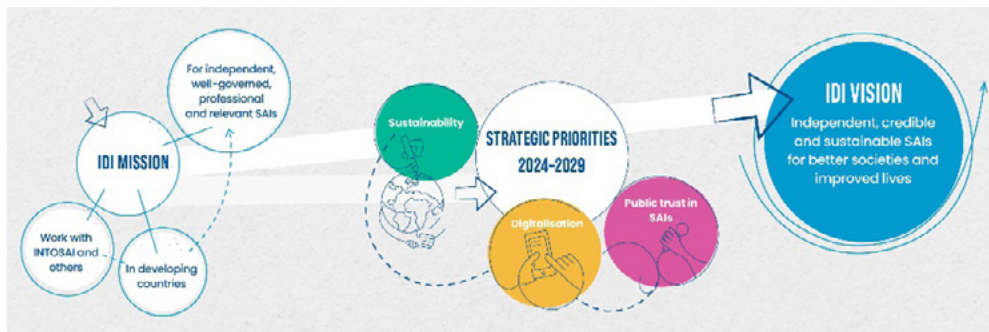 For independent,
well-governed,
professional
and relevant SAIs
IDI MISSION
Work with
INTOSAI and
others
In developing
countries
Sustainability
STRATEGIC PRIORITIES
2024-2029
Digitalisation
Public trust in
SAIs
IDI VISION
Independent, credible
and sustainable SAIs
for better societies and
improved lives